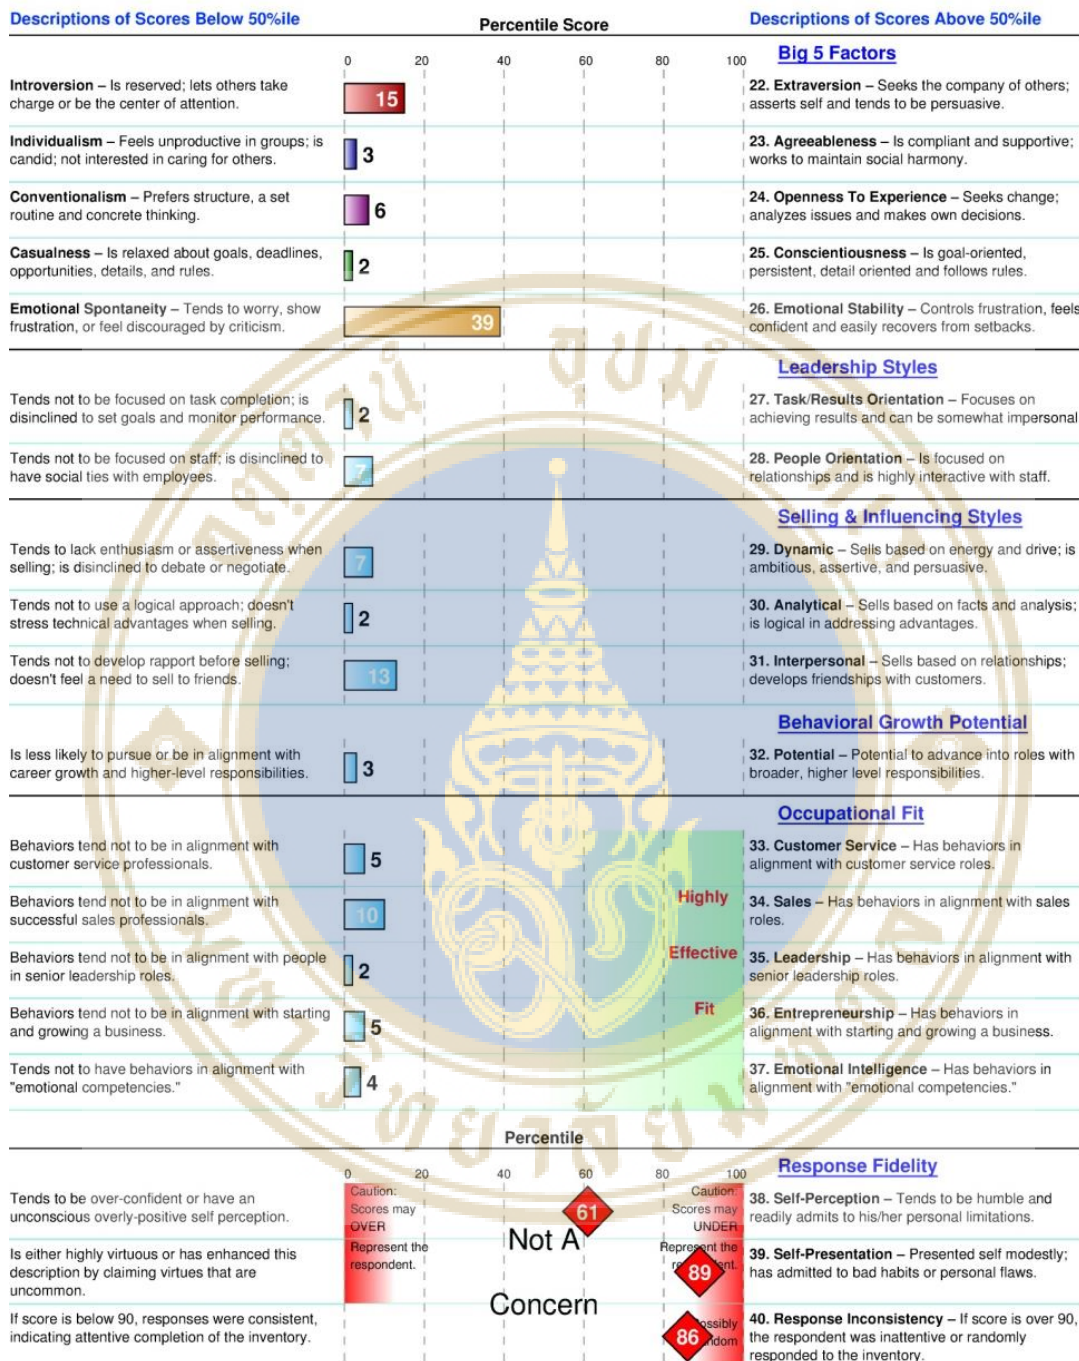 Descriptions of Scores Below 50%ile
Percentile Score
Descriptions of Scores Above 50%ile
Big 5 Factors
0 20 40 60 80 100
Introversion – Is reserved; lets others take
charge or be the center of attention.
15
22. Extraversion – Seeks the company of others;
asserts self and tends to be persuasive.
Individualism – Feels unproductive in groups; is
candid; not interested in caring for others.
3
23. Agreeableness – Is compliant and supportive;
works to maintain social harmony.
Conventionalism – Prefers structure, a set
routine and concrete thinking.
6
24. Openness To Experience – Seeks change;
analyzes issues and makes own decisions.
Casualness – Is relaxed about goals, deadlines,
opportunities, details, and rules.
2
25. Conscientiousness – Is goal-oriented,
persistent, detail oriented and follows rules.
Emotional Spontaneity – Tends to worry, show
frustration, or feel discouraged by criticism.
39
26. Emotional Stability – Controls frustration, feels
confident and easily recovers from setbacks.
Leadership Styles
Tends not to be focused on task completion; is
disinclined to set goals and monitor performance.
2
27. Task/Results Orientation – Focuses on
achieving results and can be somewhat impersonal
Tends not to be focused on staff; is disinclined to
have social ties with employees.
7
28. People Orientation – Is focused on
relationships and is highly interactive with staff.
Selling & Influencing Styles
Tends to lack enthusiasm or assertiveness when
selling; is disinclined to debate or negotiate.
7
29. Dynamic – Sells based on energy and drive; is
ambitious, assertive, and persuasive.
Tends not to use a logical approach; doesn't
stress technical advantages when selling.
2
30. Analytical – Sells based on facts and analysis;
is logical in addressing advantages.
Tends not to develop rapport before selling;
doesn't feel a need to sell to friends.
13
31. Interpersonal – Sells based on relationships;
develops friendships with customers.
Behavioral Growth Potential
Is less likely to pursue or be in alignment with
career growth and higher-level responsibilities.
3
32. Potential – Potential to advance into roles with
broader, higher level responsibilities.
Occupational Fit
Behaviors tend not to be in alignment with
customer service professionals.
5
33. Customer Service – Has behaviors in
alignment with customer service roles.
Behaviors tend not to be in alignment with
successful sales professionals.
10
Highly
34. Sales – Has behaviors in alignment with sales
roles.
Behaviors tend not to be in alignment with people
in senior leadership roles.
2
Effective
35. Leadership – Has behaviors in alignment with
senior leadership roles.
Behaviors tend not to be in alignment with starting
and growing a business.
5
Fit
36. Entrepreneurship – Has behaviors in
alignment with starting and growing a business.
Tends not to have behaviors in alignment with
"emotional competencies."
4
37. Emotional Intelligence – Has behaviors in
alignment with "emotional competencies."
Percentile
Response Fidelity
0 20 40 60 80 100
Tends to be over-confident or have an
unconscious overly-positive self perception.
Caution:
Scores may
OVER
Represent the
respondent.
61
Not A
Concern
Caution:
Scores may
UNDER
Represent the
38. Self-Perception – Tends to be humble and
readily admits to his/her personal limitations.
Is either highly virtuous or has enhanced this
description by claiming virtues that are
uncommon.
89
39. Self-Presentation – Presented self modestly;
has admitted to bad habits or personal flaws.
If score is below 90, responses were consistent,
indicating attentive completion of the inventory.
86
40. Response Inconsistency – If score is over 90,
the respondent was inattentive or randomly
responded to the inventory.